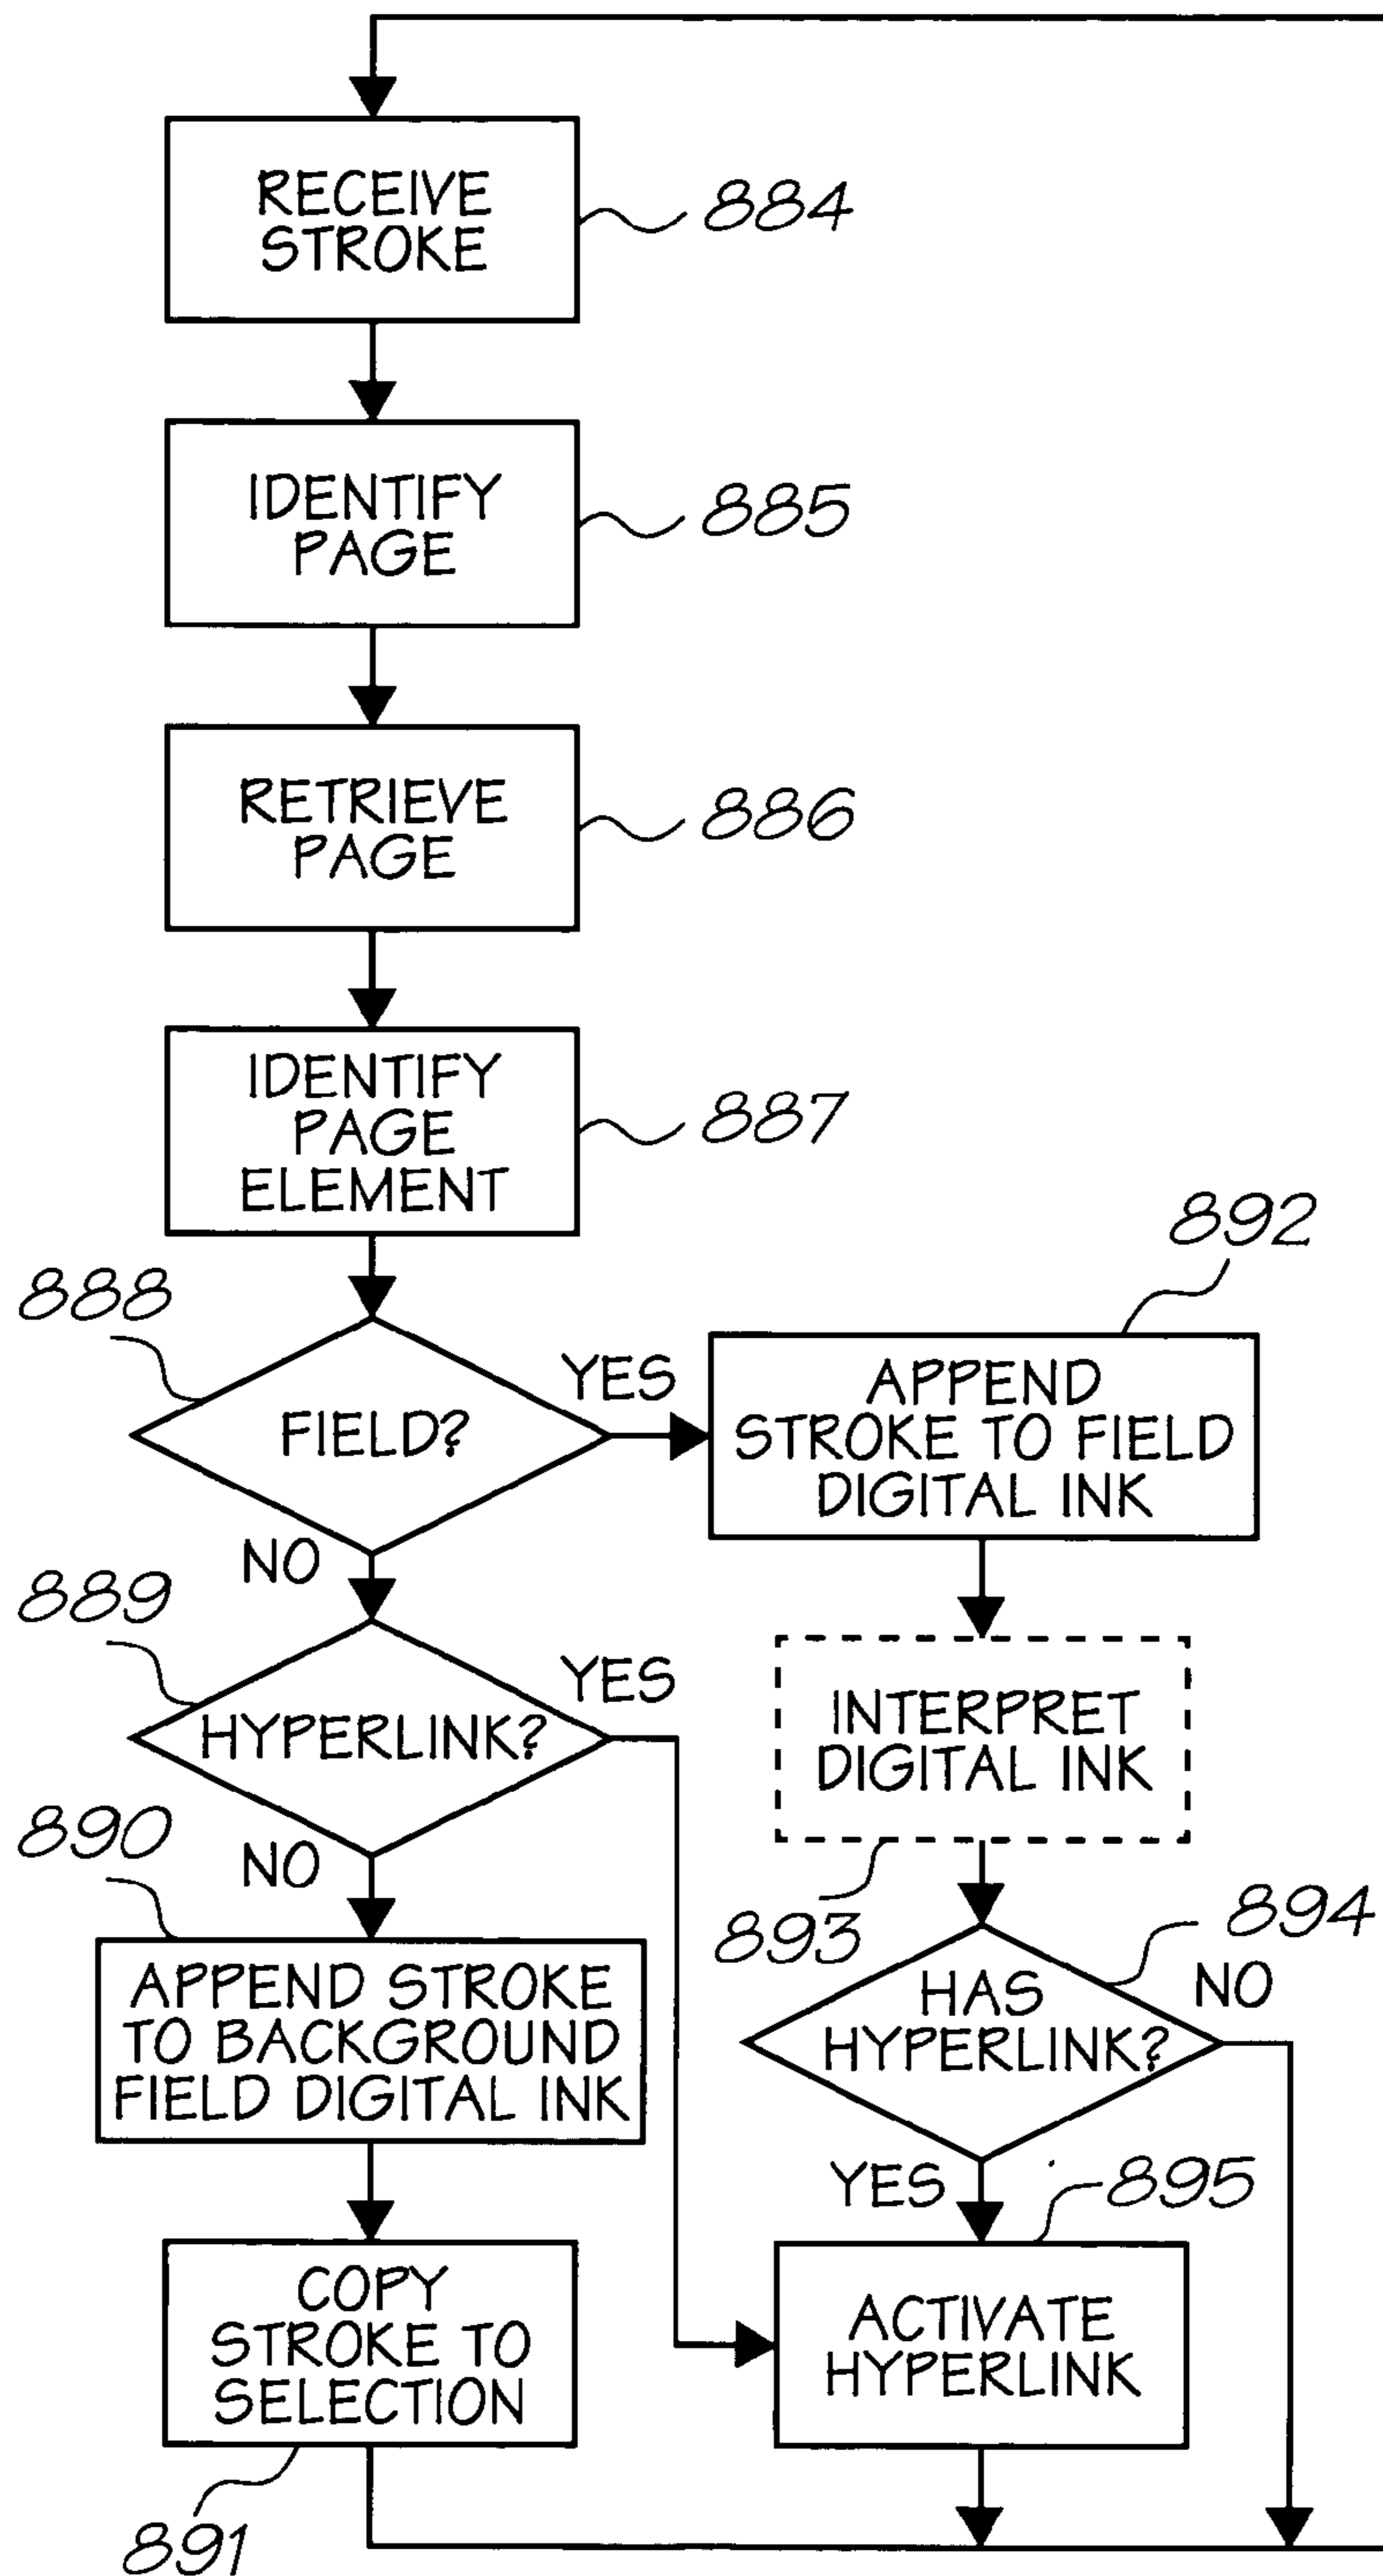 RECEIVE
STROKE
884
IDENTIFY
PAGE
885
RETRIEVE
PAGE
886
IDENTIFY
PAGE
ELEMENT
887
888
FIELD?
YES
NO
892
APPEND
STROKE TO FIELD
DIGITAL INK
889
HYPERLINK?
YES
NO
INTERPRET
DIGITAL INK
893
890
APPEND STROKE
TO BACKGROUND
FIELD DIGITAL INK
894
HAS
HYPERLINK?
NO
YES
895
COPY
STROKE TO
SELECTION
891
ACTIVATE
HYPERLINK